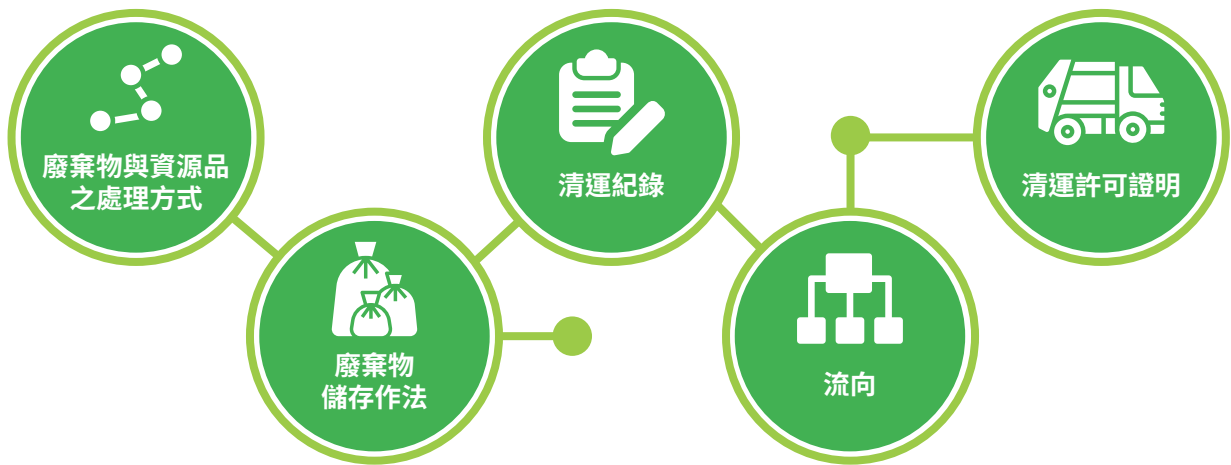 廢棄物與資源品
之處理方式
廢棄物
儲存作法
清運紀錄
流向
清運許可證明